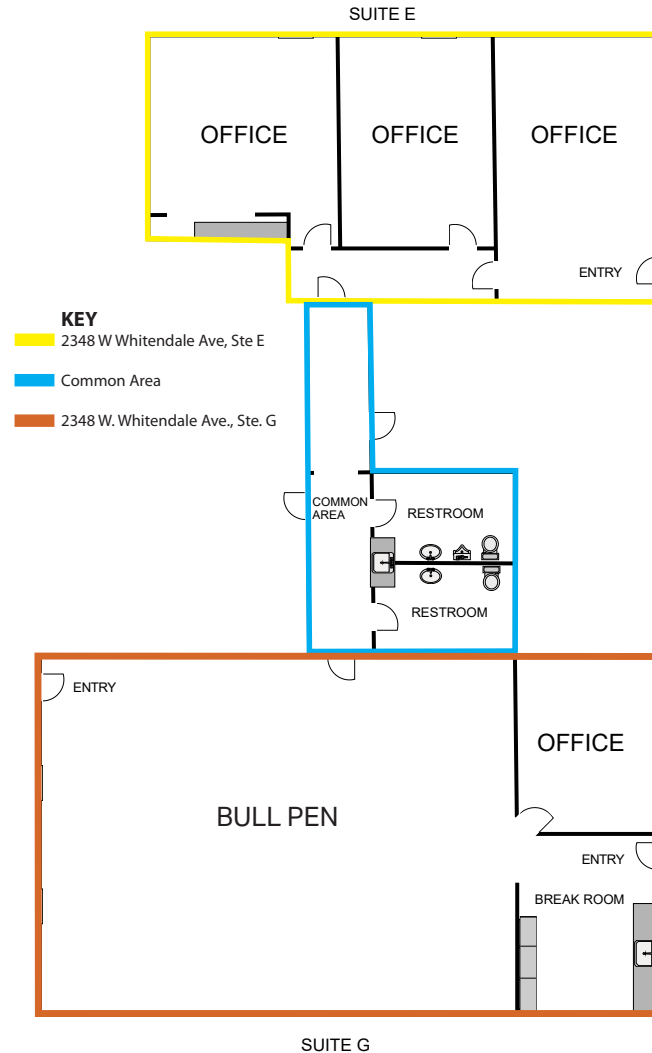 SUITE E
OFFICE
OFFICE
OFFICE
ENTRY
KEY
2348 W Whitendale Ave, Ste E
Common Area
2348 W. Whitendale Ave., Ste. G
COMMON
AREA
RESTROOM
RESTROOM
ENTRY
OFFICE
BULL PEN
ENTRY
BREAK ROOM
SUITE G